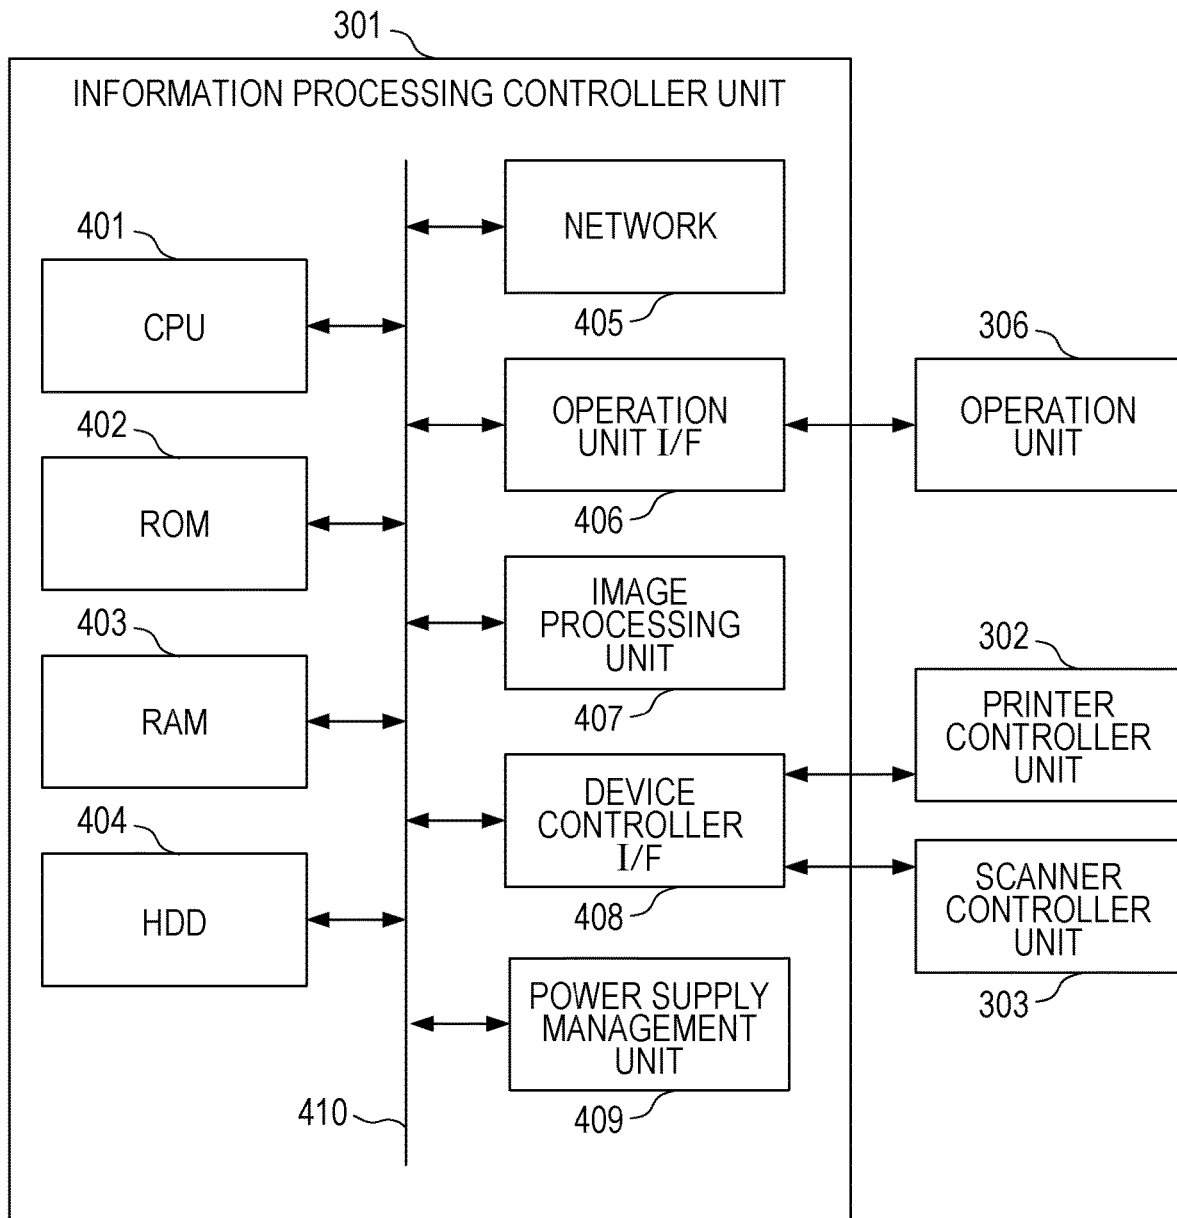 301
INFORMATION PROCESSING CONTROLLER UNIT
401
CPU
402
ROM
403
RAM
404
HDD
NETWORK
405
OPERATION
UNIT I/F
406
IMAGE
PROCESSING
UNIT
407
DEVICE
CONTROLLER
I/F
408
POWER SUPPLY
MANAGEMENT
UNIT
409
410
306
OPERATION
UNIT
302
PRINTER
CONTROLLER
UNIT
SCANNER
CONTROLLER
UNIT
303